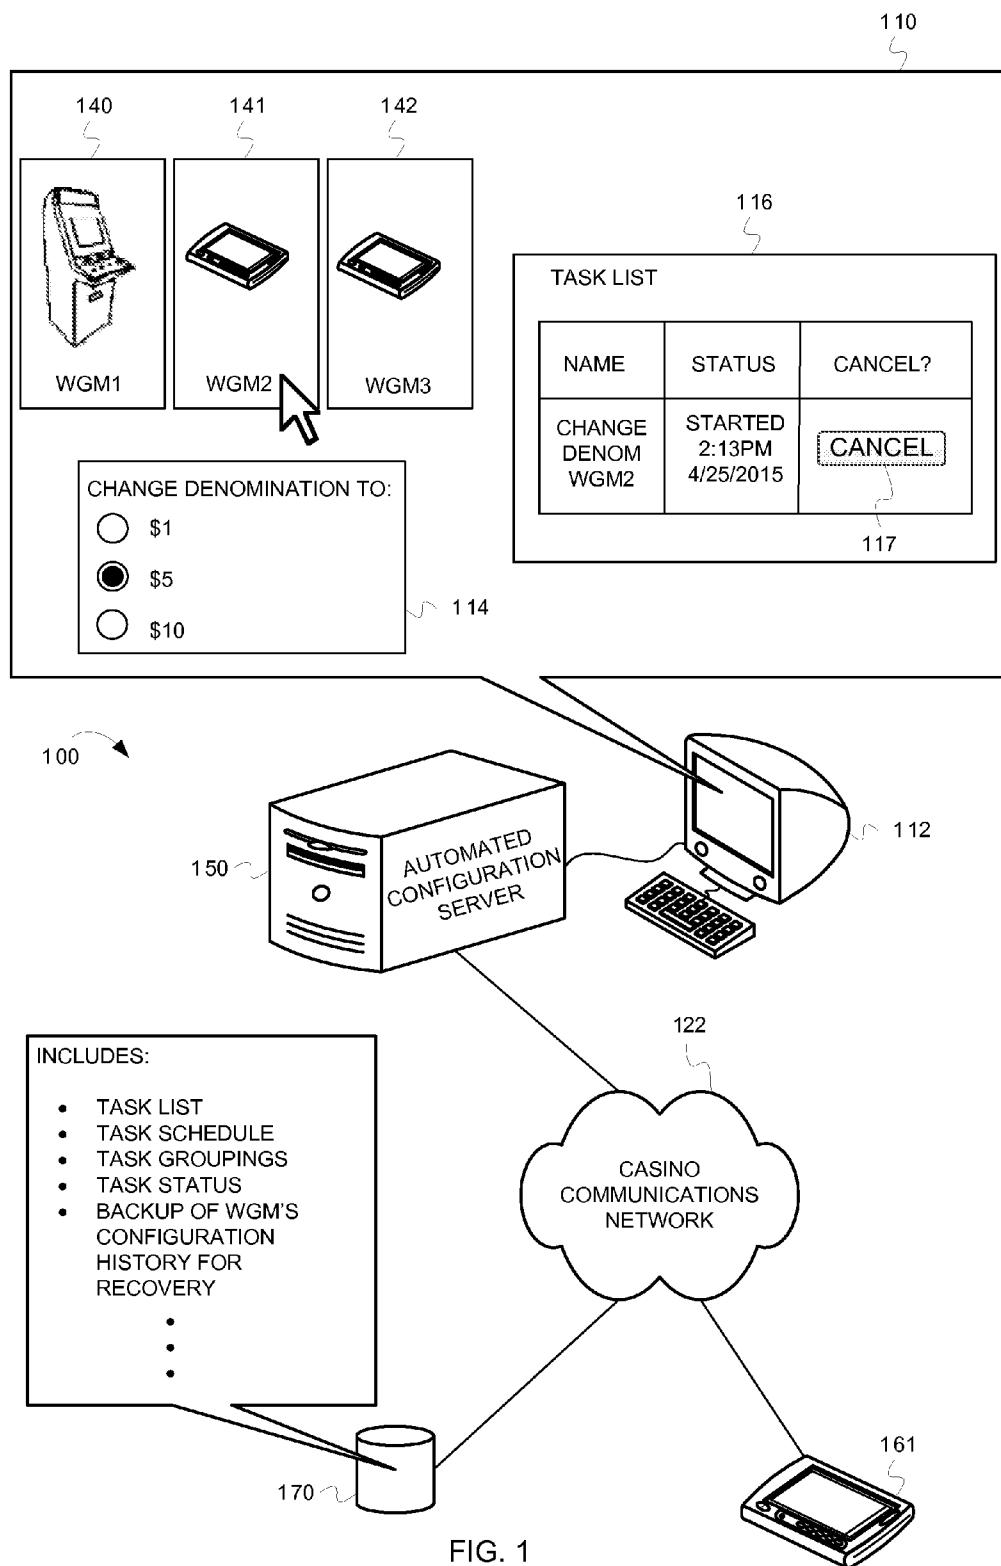 110
140
141
142
WGM1
WGM2
WGM3
116
TASK LIST
NAME
STATUS
CANCEL?
CHANGE
DENOM
WGM2
STARTED
2:13PM
4/25/2015
CANCEL
117
CHANGE DENOMINATION TO:
$1
$5
$10
114
100
150
AUTOMATED
CONFIGURATION
SERVER
112
122
CASINO
COMMUNICATIONS
NETWORK
INCLUDES:
• TASK LIST
• TASK SCHEDULE
• TASK GROUPINGS
• TASK STATUS
• BACKUP OF WGM'S
CONFIGURATION
HISTORY FOR
RECOVERY
170
161
FIG. 1